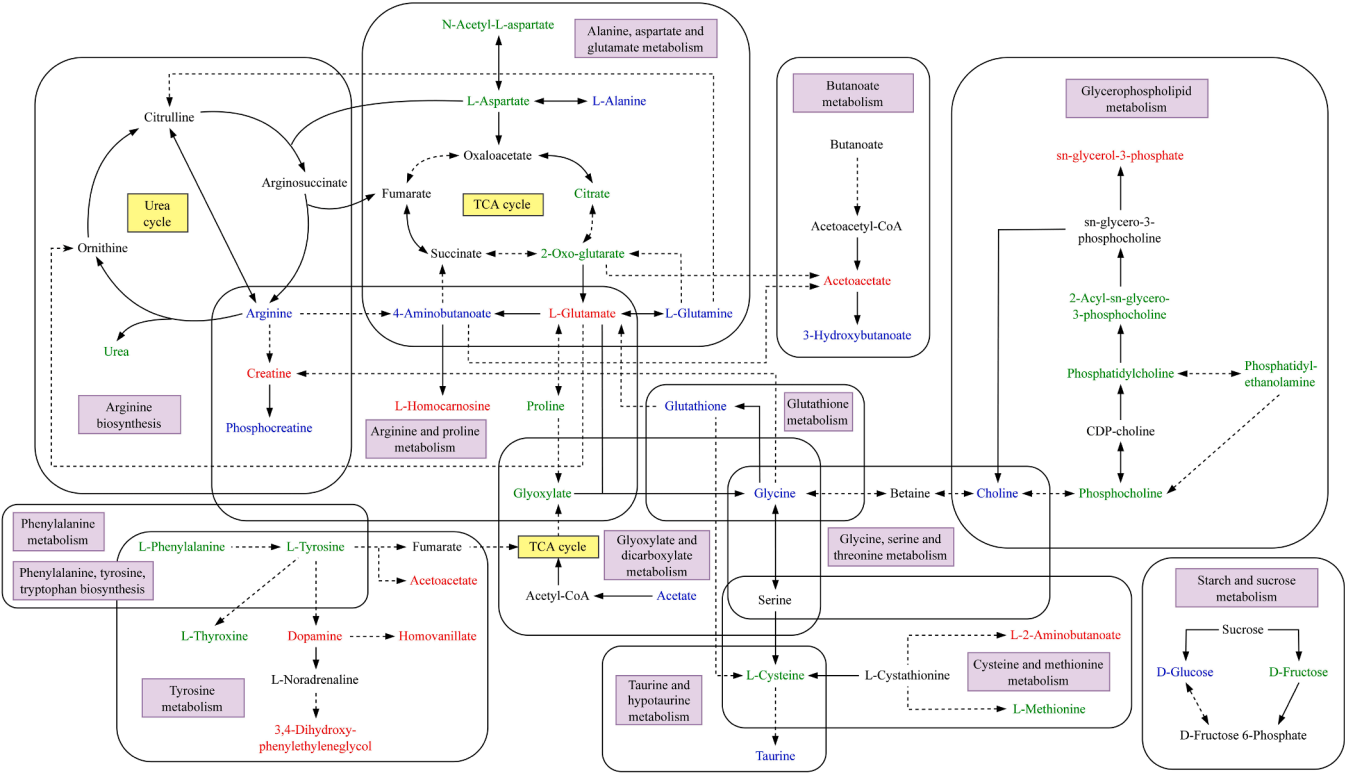 N-Acetyl-L-aspartate
Alanine, aspartate and
glutamate metabolism
L-Aspartate
L-Alanine
Citrulline
Oxaloacetate
Arginosuccinate
Fumarate
Citrate
Urea
cycle
TCA cycle
Ornithine
Succinate
2-Oxo-glutarate
Arginine
4-Aminobutanoate
L-Glutamate
L-Glutamine
Urea
Creatine
Phosphocreatine
Arginine
biosynthesis
L-Homocarnosine
Arginine and proline
metabolism
Proline
Butanoate
metabolism
Butanoate
Acetoacetyl-CoA
Acetoacetate
3-Hydroxybutanoate
Glycerophospholipid
metabolism
sn-glycerol-3-phosphate
sn-glycero-3-
phosphocholine
2-Acyl-sn-glycero-
3-phosphocholine
Phosphatidylcholine
Phosphatidyl-
ethanolamine
CDP-choline
Phosphocholine
Glutathione
Glutathione
metabolism
Glyoxylate
Glycine
Betaine
Choline
Glycine, serine and
threonine metabolism
TCA cycle
Glyoxylate and
dicarboxylate
metabolism
Acetyl-CoA
Acetate
Serine
Phenylalanine
metabolism
L-Phenylalanine
L-Tyrosine
Fumarate
Phenylalanine, tyrosine,
tryptophan biosynthesis
Acetoacetate
L-Thyroxine
Dopamine
Homovanillate
L-Noradrenaline
Tyrosine
metabolism
3,4-Dihydroxy-
phenylethyleneglycol
Taurine and
hypotaurine
metabolism
L-Cysteine
L-Cystathionine
L-2-Aminobutanoate
Cysteine and methionine
metabolism
L-Methionine
Taurine
Starch and sucrose
metabolism
Sucrose
D-Glucose
D-Fructose
D-Fructose 6-Phosphate